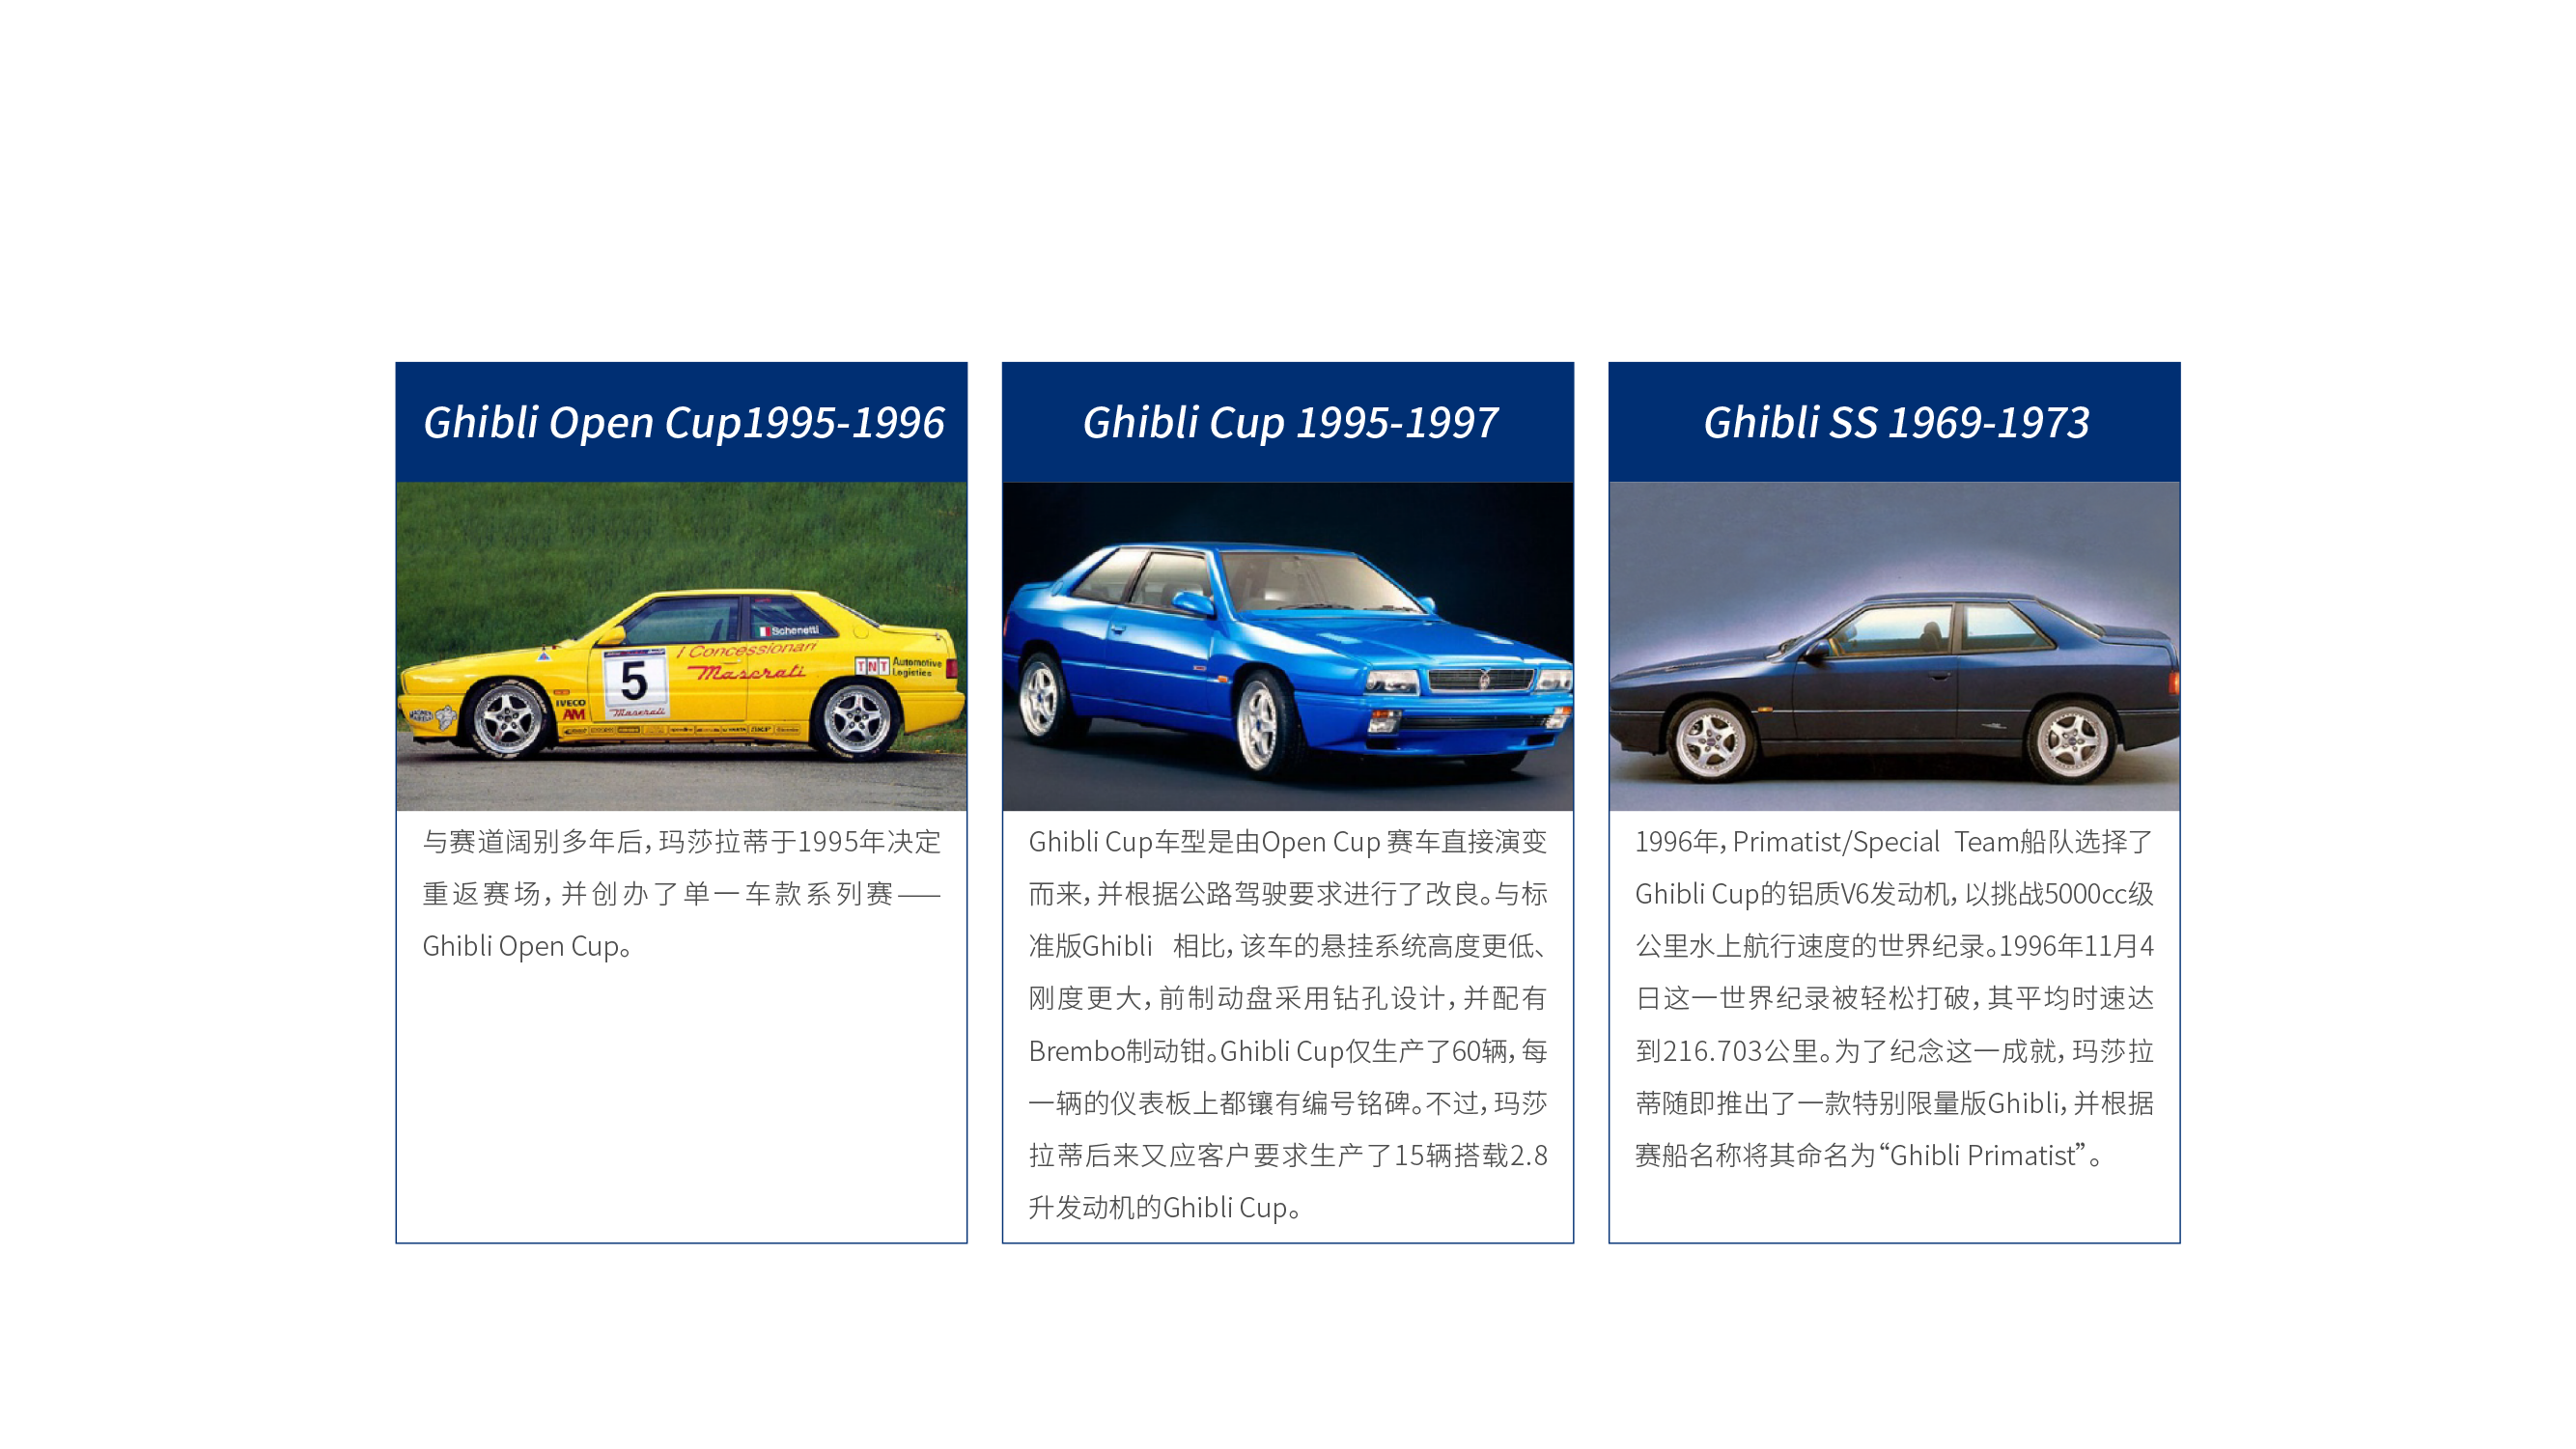 Ghibli Open Cup1995-1996
Schenetti
I Concessionari
Maserati
5
Maserati
TNT Automotive
Logistics
IVECO
AM
与赛道阔别多年后，玛莎拉蒂于1995年决定
重返赛场，并创办了单一车款系列赛——
Ghibli Open Cup。
Ghibli Cup 1995-1997
Ghibli Cup车型是由Open Cup 赛车直接演变
而来，并根据公路驾驶要求进行了改良。与标
准版Ghibli 相比，该车的悬挂系统高度更低、
刚度更大，前制动盘采用钻孔设计，并配有
Brembo制动钳。Ghibli Cup仅生产了60辆，每
一辆的仪表板上都镶有编号铭碑。不过，玛莎
拉蒂后来又应客户要求生产了15辆搭载2.8
升发动机的Ghibli Cup。
Ghibli SS 1969-1973
1996年，Primatist/Special Team船队选择了
Ghibli Cup的铝质V6发动机，以挑战5000cc级
公里水上航行速度的世界纪录。1996年11月4
日这一世界纪录被轻松打破，其平均时速达
到216.703公里。为了纪念这一成就，玛莎拉
蒂随即推出了一款特别限量版Ghibli，并根据
赛船名称将其命名为“Ghibli Primatist”。